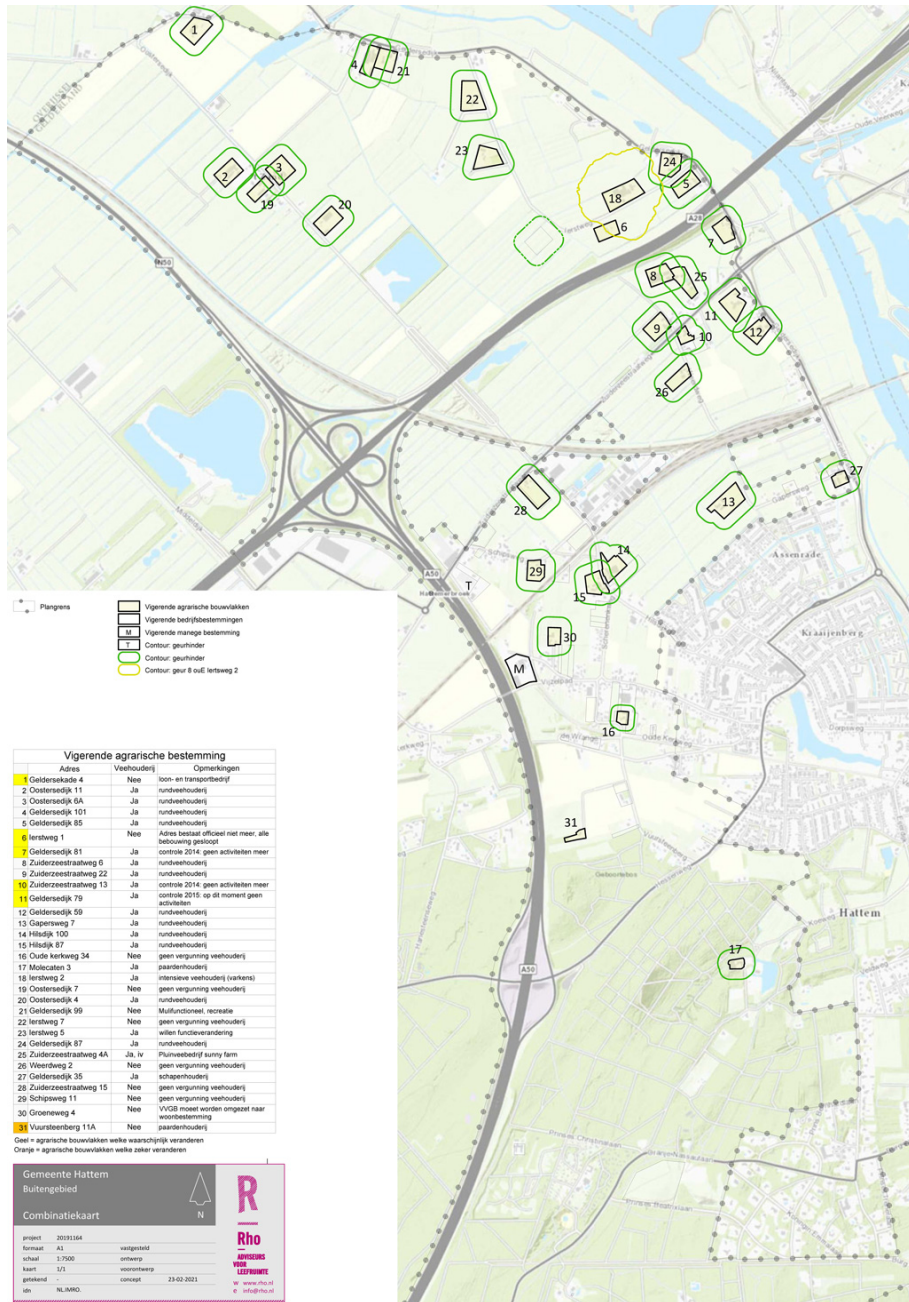 1
4
21
22
23
24
5
2
3
19
20
18
6
7
8
25
11
12
9
10
26
27
13
28
29
14
15
30
M
T
16
31
17
OVERIJSSEL
GELDERLAND
N50
A28
A50
A50
Hattemerbroek
Assenrade
Kraaijenberg
Hattem
Geboortebos
Vuursteenberg
Dorpsweg
Gapersweg
Plangrens
Vigerende agrarische bouwvlakken
Vigerende bedrijfsbestemmingen
M Vigerende manege bestemming
T Contour: geurhinder
Contour: geurhinder
Contour: geur 8 ouE Iertsweg 2
Vigerende agrarische bestemming
Adres Veehouderij Opmerkingen
1 Geldersekade 4 Nee loon- en transportbedrijf
2 Oostersedijk 11 Ja rundveehouderij
3 Oostersedijk 6A Ja rundveehouderij
4 Geldersedijk 101 Ja rundveehouderij
5 Geldersedijk 85 Ja rundveehouderij
6 Ierstweg 1 Nee Adres bestaat officieel niet meer, alle
bebouwing gesloopt
7 Geldersedijk 81 Ja controle 2014: geen activiteiten meer
8 Zuiderzeestraatweg 6 Ja rundveehouderij
9 Zuiderzeestraatweg 22 Ja rundveehouderij
10 Zuiderzeestraatweg 13 Ja controle 2014: geen activiteiten meer
11 Geldersedijk 79 Ja controle 2015: op dit moment geen
activiteiten
12 Geldersedijk 59 Ja rundveehouderij
13 Gapersweg 7 Ja rundveehouderij
14 Hilsdijk 100 Ja rundveehouderij
15 Hilsdijk 87 Ja rundveehouderij
16 Oude kerkweg 34 Nee geen vergunning veehouderij
17 Molecaten 3 Ja paardenhouderij
18 Ierstweg 2 Ja intensieve veehouderij (varkens)
19 Oostersedijk 7 Nee geen vergunning veehouderij
20 Oostersedijk 4 Ja rundveehouderij
21 Geldersedijk 99 Nee Mulifunctioneel, recreatie
22 Ierstweg 7 Nee geen vergunning veehouderij
23 Ierstweg 5 Ja willen functieverandering
24 Geldersedijk 87 Ja rundveehouderij
25 Zuiderzeestraatweg 4A Ja, iv Pluinveebedrijf sunny farm
26 Weerdweg 2 Nee geen vergunning veehouderij
27 Geldersedijk 35 Ja schapenhouderij
28 Zuiderzeestraatweg 15 Nee geen vergunning veehouderij
29 Schipsweg 11 Nee geen vergunning veehouderij
30 Groeneweg 4 Nee VVGB moeet worden omgezet naar
woonbestemming
31 Vuursteenberg 11A Nee paardenhouderij
Geel = agrarische bouwvlakken welke waarschijnlijk veranderen
Oranje = agrarische bouwvlakken welke zeker veranderen
Gemeente Hattem
Buitengebied
Combinatiekaart
N
project 20191164
formaat A1 vastgesteld
schaal 1:7500 ontwerp
kaart 1/1 voorontwerp
getekend - concept 23-02-2021
idn NL.IMRO.
R
Rho
ADVISEURS
VOOR
LEEFRUIMTE
w www.rho.nl
e info@rho.nl